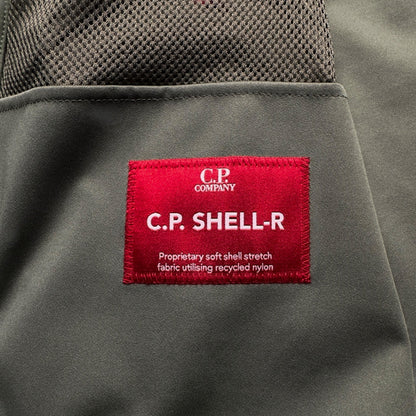 C.P.
COMPANY
C.P. SHELL-R
Proprietary soft shell stretch
fabric utilising recycled nylon